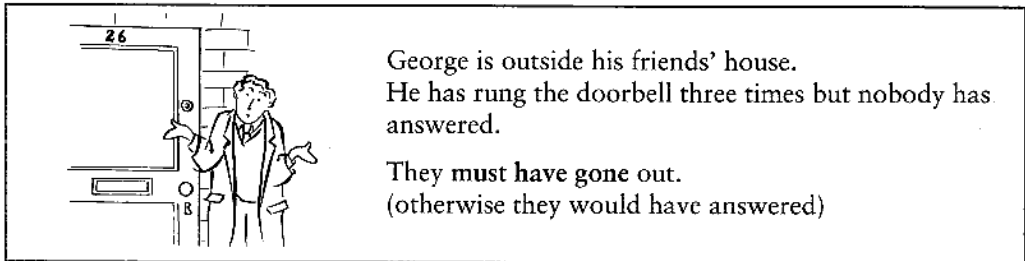 26
George is outside his friends' house.
He has rung the doorbell three times but nobody has
answered.
They must have gone out.
(otherwise they would have answered)